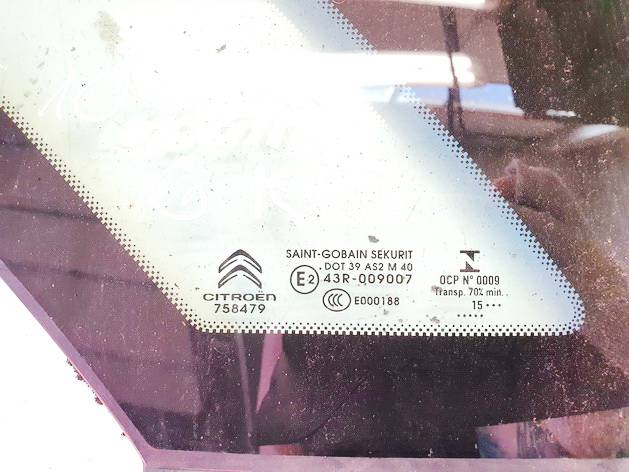 CITROËN
758479
SAINT-GOBAIN SEKURIT
DOT 39 AS2 M 40
E2 43R-009007
CCC E000188
N
OCP N° 0009
Transp. 70% min.
15